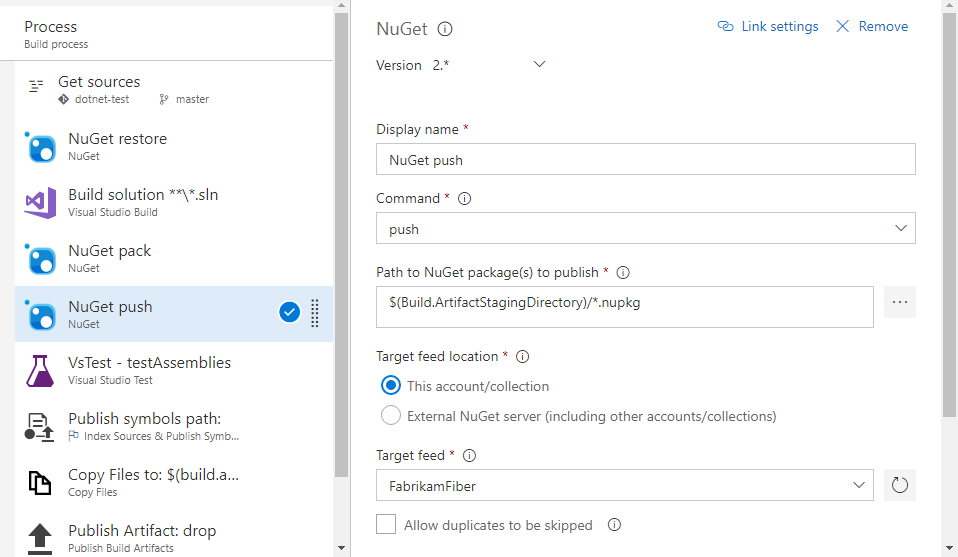 Process
Build process
Get sources
dotnet-test master
NuGet restore
NuGet
Build solution **\*.sln
Visual Studio Build
NuGet pack
NuGet
NuGet push
NuGet
VsTest - testAssemblies
Visual Studio Test
Publish symbols path:
Index Sources & Publish Symb...
Copy Files to: $(build.a...
Copy Files
Publish Artifact: drop
Publish Build Artifacts
NuGet
Link settings
Remove
Version 2.*
Display name *
NuGet push
Command *
push
Path to NuGet package(s) to publish *
$(Build.ArtifactStagingDirectory)/*.nupkg
Target feed location *
This account/collection
External NuGet server (including other accounts/collections)
Target feed *
FabrikamFiber
Allow duplicates to be skipped